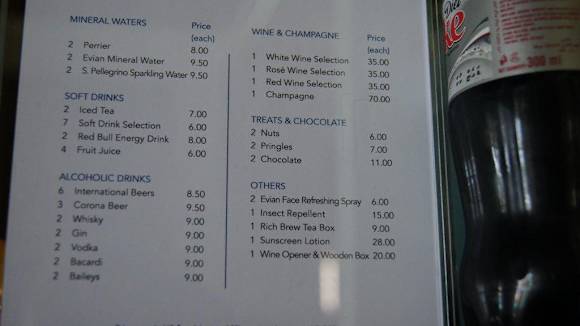 MINERAL WATERS Price (each)
2 Perrier 8.00
2 Evian Mineral Water 9.50
2 S. Pellegrino Sparkling Water 9.50
SOFT DRINKS
2 Iced Tea 7.00
7 Soft Drink Selection 6.00
2 Red Bull Energy Drink 8.00
4 Fruit Juice 6.00
ALCOHOLIC DRINKS
6 International Beers 8.50
3 Corona Beer 9.50
2 Whisky 9.00
2 Gin 9.00
2 Vodka 9.00
2 Bacardi 9.00
2 Baileys 9.00
WINE & CHAMPAGNE Price (each)
1 White Wine Selection 35.00
1 Rosé Wine Selection 35.00
1 Red Wine Selection 35.00
1 Champagne 70.00
TREATS & CHOCOLATE
2 Nuts 6.00
2 Pringles 7.00
2 Chocolate 11.00
OTHERS
2 Evian Face Refreshing Spray 6.00
1 Insect Repellent 15.00
1 Rich Brew Tea Box 9.00
1 Sunscreen Lotion 28.00
1 Wine Opener & Wooden Box 20.00
ke
300 ml